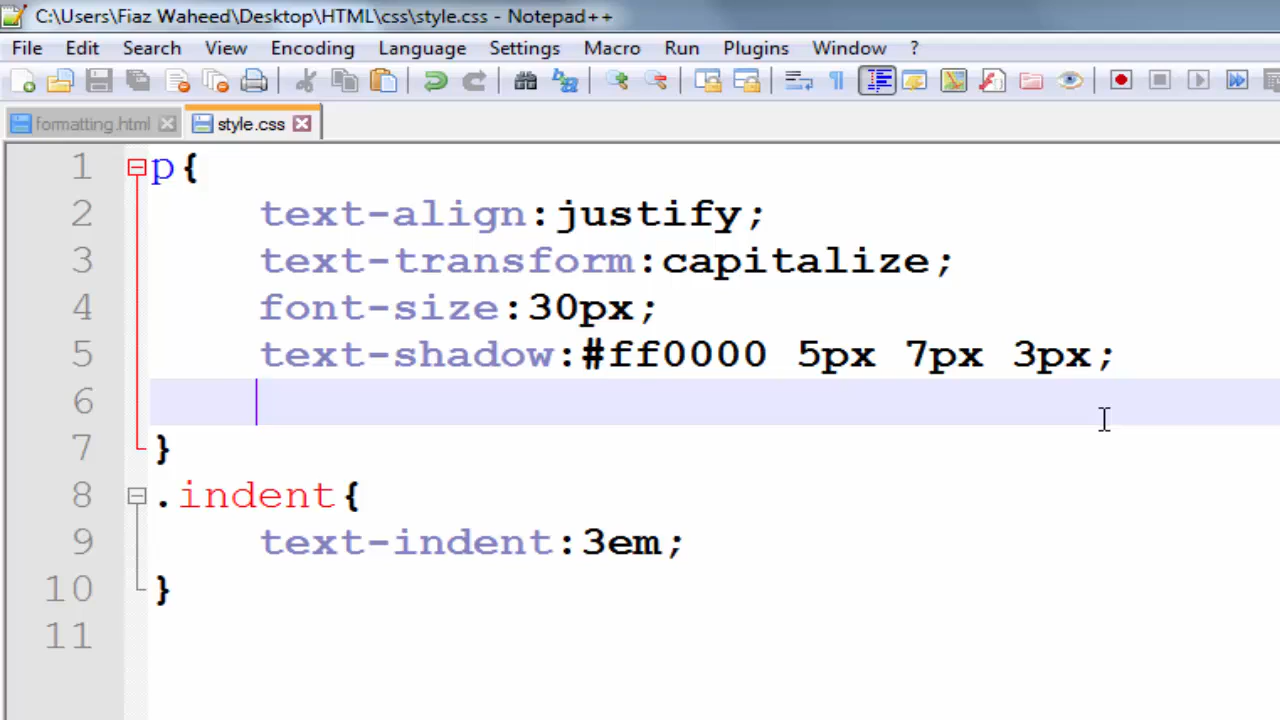 C:\Users\Fiaz Waheed\Desktop\HTML\css\style.css - Notepad++
File Edit Search View Encoding Language Settings Macro Run Plugins Window ?
formatting.html style.css
1 p{
2 text-align:justify;
3 text-transform:capitalize;
4 font-size:30px;
5 text-shadow:#ff0000 5px 7px 3px;
6
7 }
8 .indent{
9 text-indent:3em;
10 }
11